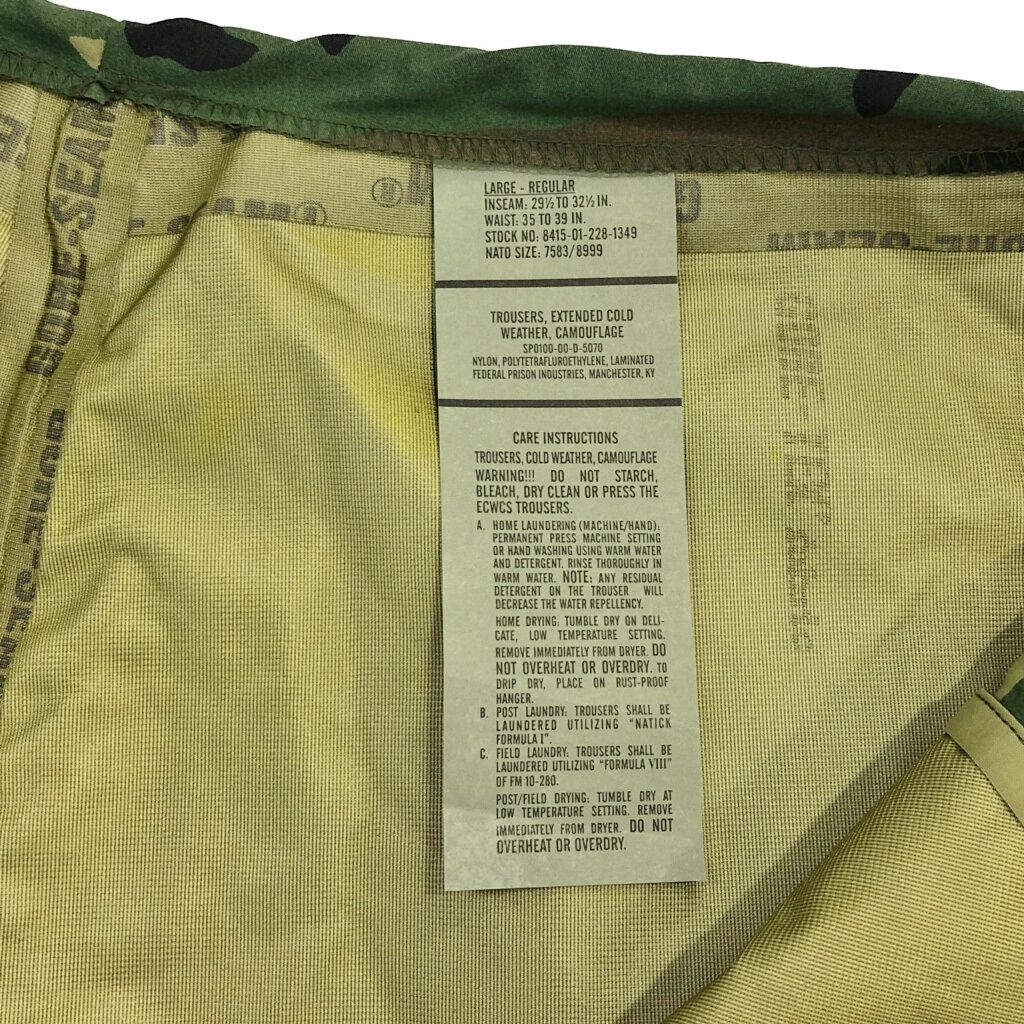 GORE-SEAM
GORE-SEAM
LARGE - REGULAR
INSEAM: 29½ TO 32½ IN.
WAIST: 35 TO 39 IN.
STOCK NO: 8415-01-228-1349
NATO SIZE: 7583/8999
TROUSERS, EXTENDED COLD
WEATHER, CAMOUFLAGE
SP0100-00-D-5070
NYLON, POLYTETRAFLUROETHYLENE, LAMINATED
FEDERAL PRISON INDUSTRIES, MANCHESTER, KY
CARE INSTRUCTIONS
TROUSERS, COLD WEATHER, CAMOUFLAGE
WARNING!!! DO NOT STARCH,
BLEACH, DRY CLEAN OR PRESS THE
ECWCS TROUSERS.
A. HOME LAUNDERING (MACHINE/HAND):
PERMANENT PRESS MACHINE SETTING
OR HAND WASHING USING WARM WATER
AND DETERGENT. RINSE THOROUGHLY IN
WARM WATER. NOTE: ANY RESIDUAL
DETERGENT ON THE TROUSER WILL
DECREASE THE WATER REPELLENCY.
HOME DRYING: TUMBLE DRY ON DELI-
CATE, LOW TEMPERATURE SETTING.
REMOVE IMMEDIATELY FROM DRYER. DO
NOT OVERHEAT OR OVERDRY. TO
DRIP DRY, PLACE ON RUST-PROOF
HANGER.
B. POST LAUNDRY: TROUSERS SHALL BE
LAUNDERED UTILIZING "NATICK
FORMULA I".
C. FIELD LAUNDRY: TROUSERS SHALL BE
LAUNDERED UTILIZING "FORMULA VIII"
OF FM 10-280.
POST/FIELD DRYING: TUMBLE DRY AT
LOW TEMPERATURE SETTING. REMOVE
IMMEDIATELY FROM DRYER. DO NOT
OVERHEAT OR OVERDRY.